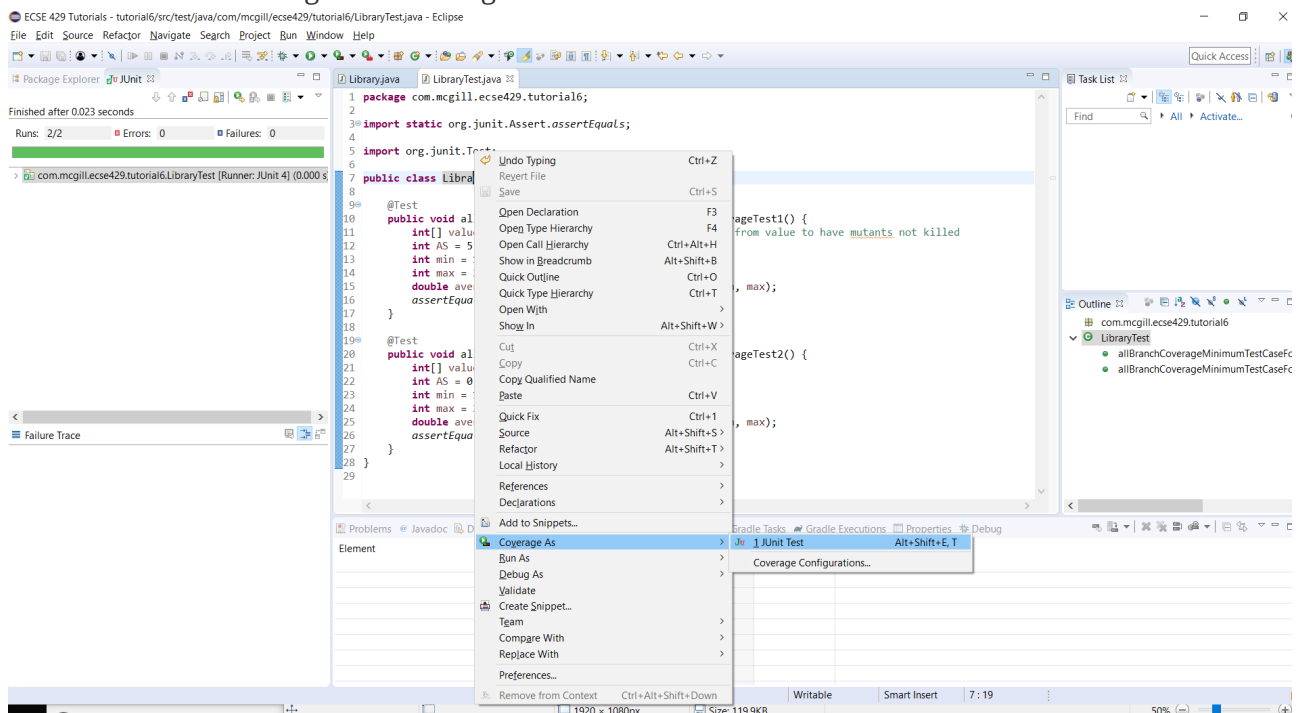 ECSE 429 Tutorials - tutorial6/src/test/java/com/mcgill/ecse429/tutorial6/LibraryTest.java - Eclipse
File Edit Source Refactor Navigate Search Project Run Window Help
Quick Access
Package Explorer JUnit
Finished after 0.023 seconds
Runs: 2/2 Errors: 0 Failures: 0
com.mcgill.ecse429.tutorial6.LibraryTest [Runner: JUnit 4] (0.000 s
Failure Trace
Library.java LibraryTest.java
1 package com.mcgill.ecse429.tutorial6;
2
3 import static org.junit.Assert.assertEquals;
4
5 import org.junit.Test;
6
7 public class Libra
8
9 @Test
10 public void al ageTest1() {
11 int[] valu from value to have mutants not killed
12 int AS = 5
13 int min =
14 int max =
15 double ave , max);
16 assertEqua
17 }
18
19 @Test
20 public void al ageTest2() {
21 int[] valu
22 int AS = 0
23 int min =
24 int max =
25 double ave , max);
26 assertEqua
27 }
28 }
29
Undo Typing Ctrl+Z
Revert File
Save Ctrl+S
Open Declaration F3
Open Type Hierarchy F4
Open Call Hierarchy Ctrl+Alt+H
Show in Breadcrumb Alt+Shift+B
Quick Outline Ctrl+O
Quick Type Hierarchy Ctrl+T
Open With
Show In Alt+Shift+W
Cut Ctrl+X
Copy Ctrl+C
Copy Qualified Name
Paste Ctrl+V
Quick Fix Ctrl+1
Source Alt+Shift+S
Refactor Alt+Shift+T
Local History
References
Declarations
Add to Snippets...
Coverage As
Run As
Debug As
Validate
Create Snippet...
Team
Compare With
Replace With
Preferences...
Remove from Context Ctrl+Alt+Shift+Down
1 JUnit Test Alt+Shift+E, T
Coverage Configurations...
Task List
Find All Activate...
Outline
com.mcgill.ecse429.tutorial6
LibraryTest
allBranchCoverageMinimumTestCaseFo
allBranchCoverageMinimumTestCaseFo
Problems Javadoc D Gradle Tasks Gradle Executions Properties Debug
Element
Writable Smart Insert 7 : 19
1920 × 1080px Size: 119.9KB 50%